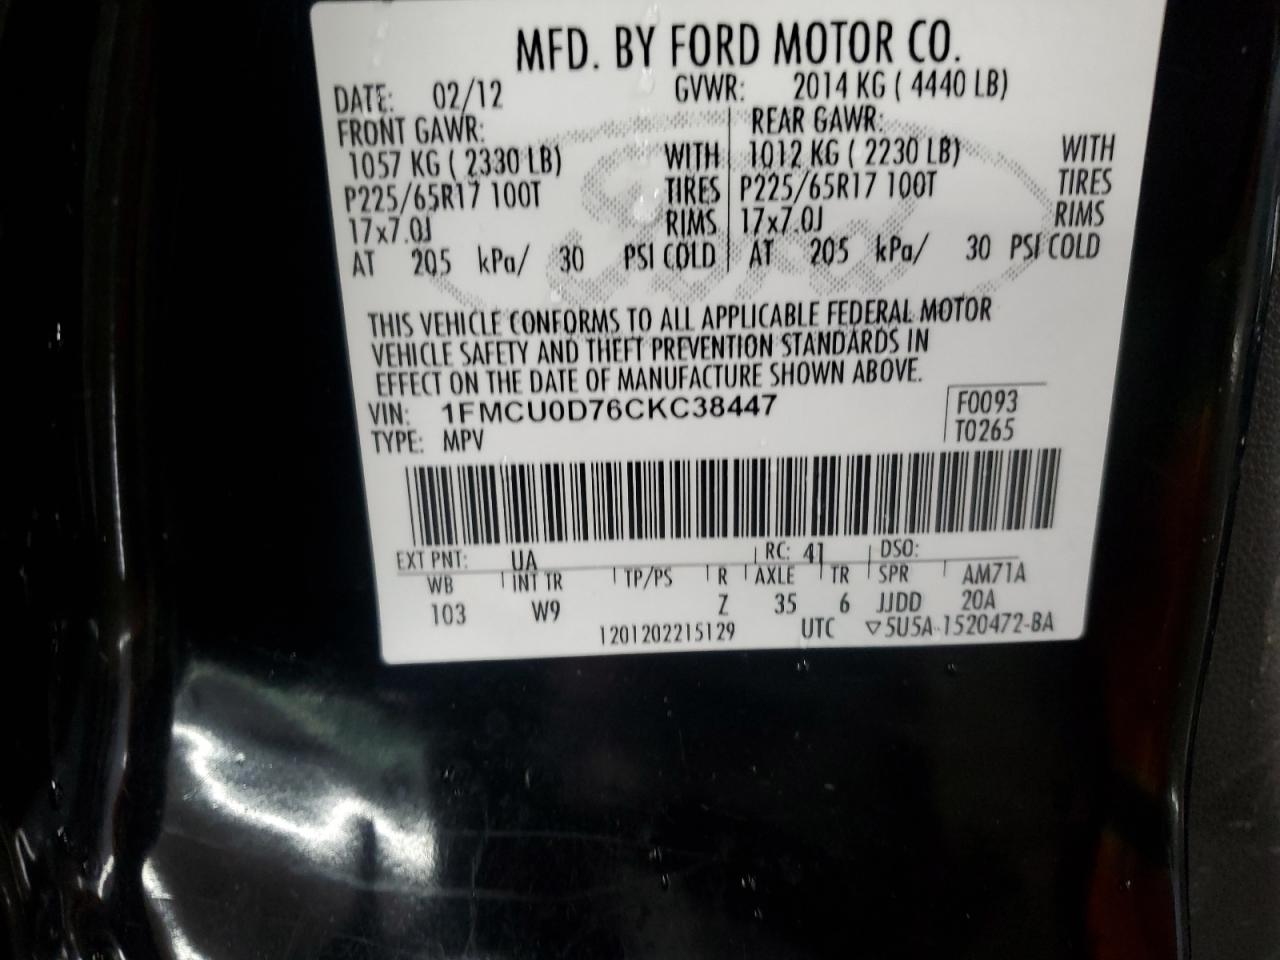 MFD. BY FORD MOTOR CO.
DATE: 02/12 GVWR: 2014 KG ( 4440 LB)
FRONT GAWR: REAR GAWR:
1057 KG ( 2330 LB) WITH 1012 KG ( 2230 LB) WITH
P225/65R17 100T TIRES P225/65R17 100T TIRES
17x7.0J RIMS 17x7.0J RIMS
AT 205 kPa/ 30 PSI COLD AT 205 kPa/ 30 PSI COLD
THIS VEHICLE CONFORMS TO ALL APPLICABLE FEDERAL MOTOR
VEHICLE SAFETY AND THEFT PREVENTION STANDARDS IN
EFFECT ON THE DATE OF MANUFACTURE SHOWN ABOVE.
VIN: 1FMCU0D76CKC38447 F0093
TYPE: MPV T0265
EXT PNT: UA RC: 41 DSO:
WB INT TR TP/PS R AXLE TR SPR AM71A
103 W9 Z 35 6 JJDD 20A
1201202215129 UTC ▽5U5A-1520472-BA
Ford